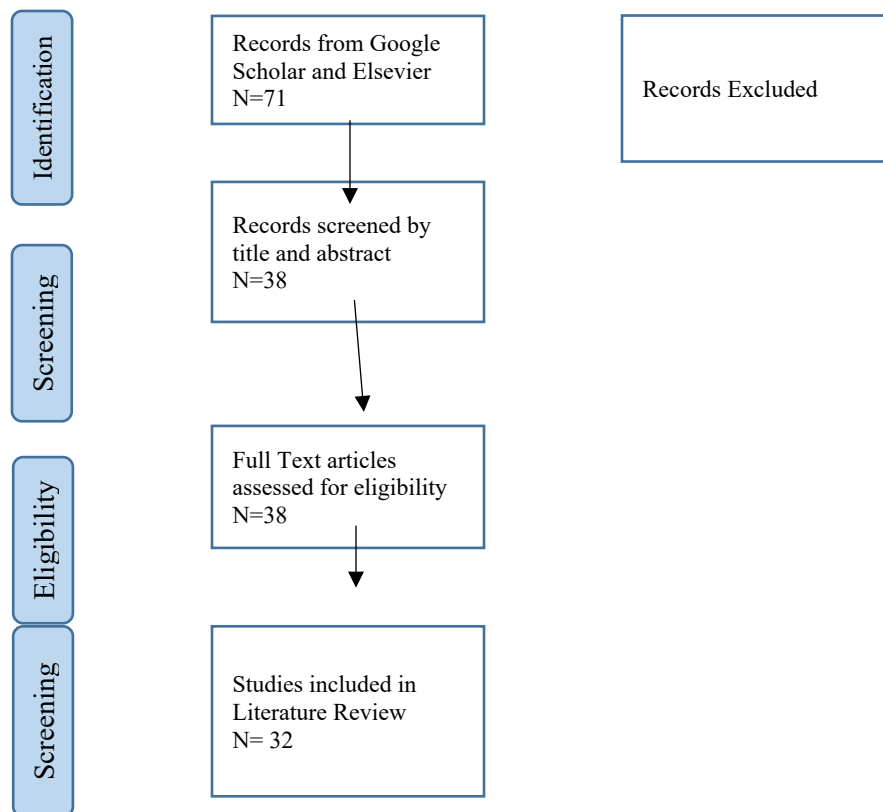 Identification
Records from Google
Scholar and Elsevier
N=71
Records Excluded
Records screened by
title and abstract
N=38
Screening
Full Text articles
assessed for eligibility
N=38
Eligibility
Studies included in
Literature Review
N= 32
Screening